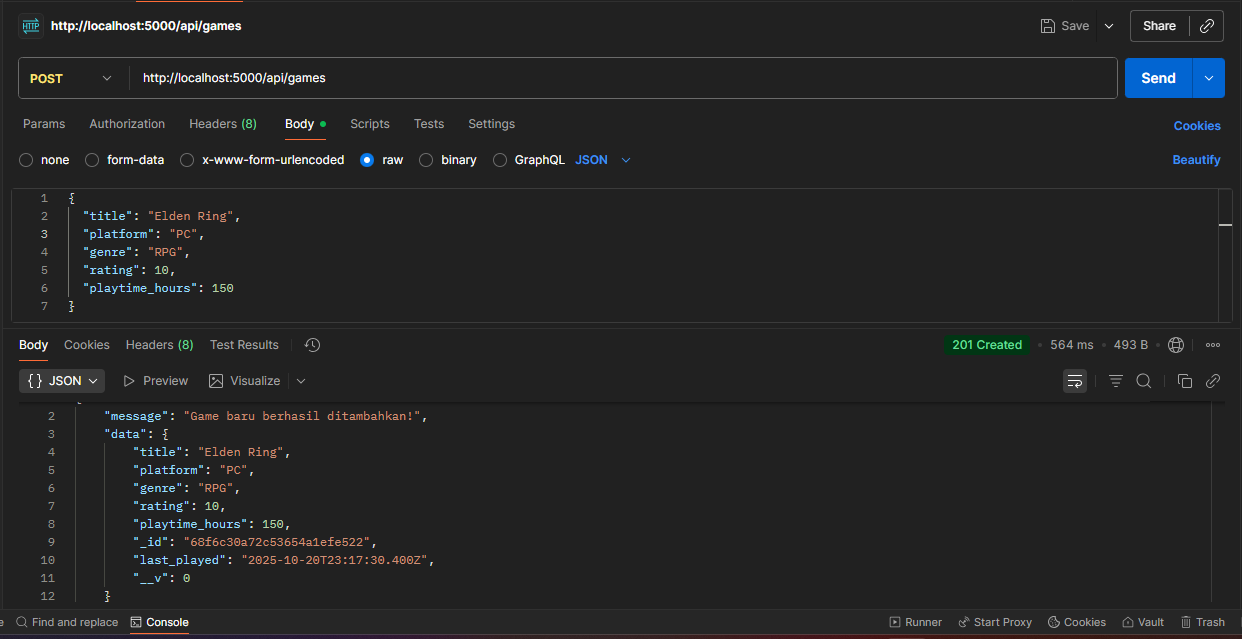 HTTP http://localhost:5000/api/games Save Share
POST http://localhost:5000/api/games Send
Params Authorization Headers (8) Body Scripts Tests Settings Cookies
none form-data x-www-form-urlencoded raw binary GraphQL JSON Beautify
1 {
2 "title": "Elden Ring",
3 "platform": "PC",
4 "genre": "RPG",
5 "rating": 10,
6 "playtime_hours": 150
7 }
Body Cookies Headers (8) Test Results 201 Created 564 ms 493 B
{} JSON Preview Visualize
2 "message": "Game baru berhasil ditambahkan!",
3 "data": {
4 "title": "Elden Ring",
5 "platform": "PC",
6 "genre": "RPG",
7 "rating": 10,
8 "playtime_hours": 150,
9 "_id": "68f6c30a72c53654a1efe522",
10 "last_played": "2025-10-20T23:17:30.400Z",
11 "__v": 0
12 }
Find and replace Console Runner Start Proxy Cookies Vault Trash